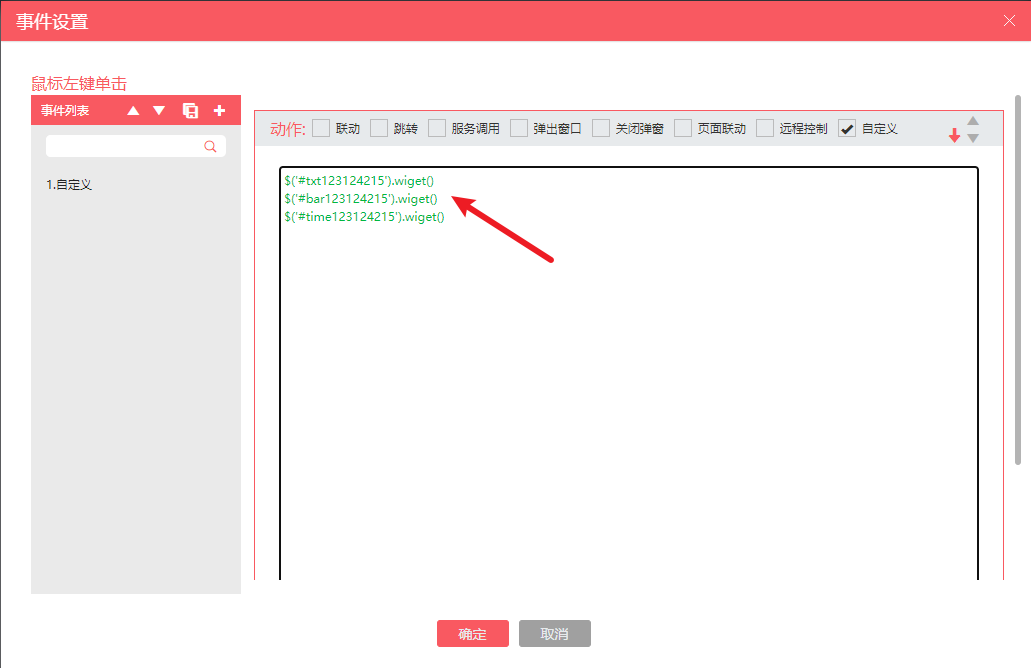 事件设置
鼠标左键单击
事件列表
1.自定义
动作: 联动 跳转 服务调用 弹出窗口 关闭弹窗 页面联动 远程控制 自定义
$('#txt123124215').wiget()
$('#bar123124215').wiget()
$('#time123124215').wiget()
确定 取消